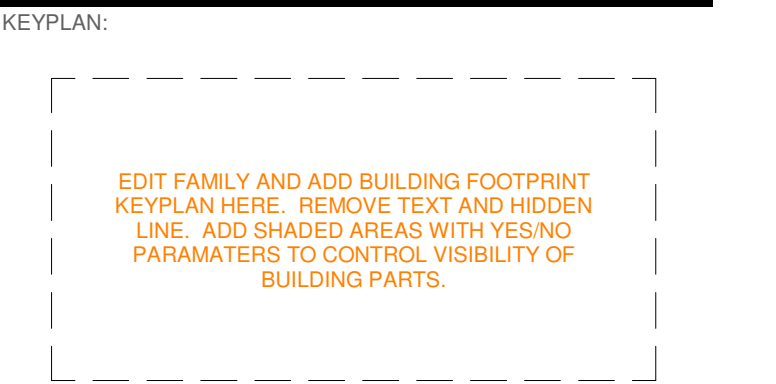 KEYPLAN:
EDIT FAMILY AND ADD BUILDING FOOTPRINT
KEYPLAN HERE.  REMOVE TEXT AND HIDDEN
LINE.  ADD SHADED AREAS WITH YES/NO
PARAMATERS TO CONTROL VISIBILITY OF
BUILDING PARTS.